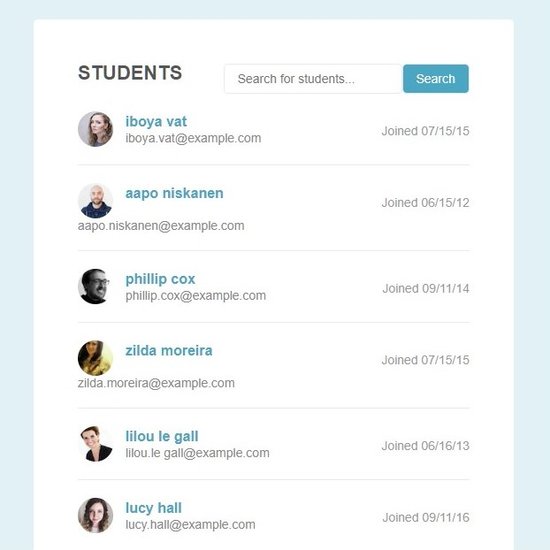 STUDENTS
Search for students...
Search
iboya vat
iboya.vat@example.com
Joined 07/15/15
aapo niskanen
aapo.niskanen@example.com
Joined 06/15/12
phillip cox
phillip.cox@example.com
Joined 09/11/14
zilda moreira
zilda.moreira@example.com
Joined 07/15/15
lilou le gall
lilou.le gall@example.com
Joined 06/16/13
lucy hall
lucy.hall@example.com
Joined 09/11/16